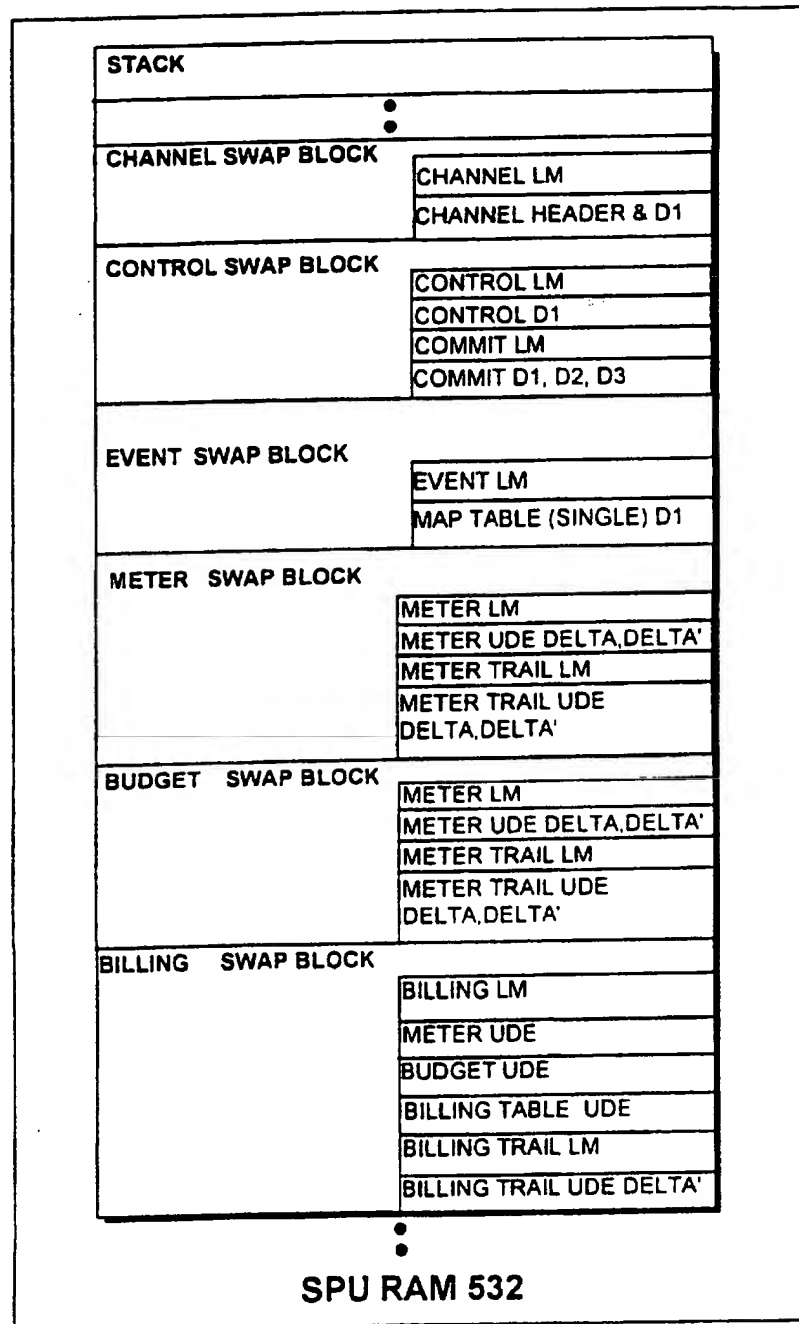 STACK
CHANNEL SWAP BLOCK
CHANNEL LM
CHANNEL HEADER & D1
CONTROL SWAP BLOCK
CONTROL LM
CONTROL D1
COMMIT LM
COMMIT D1, D2, D3
EVENT SWAP BLOCK
EVENT LM
MAP TABLE (SINGLE) D1
METER SWAP BLOCK
METER LM
METER UDE DELTA,DELTA'
METER TRAIL LM
METER TRAIL UDE
DELTA,DELTA'
BUDGET SWAP BLOCK
METER LM
METER UDE DELTA,DELTA'
METER TRAIL LM
METER TRAIL UDE
DELTA,DELTA'
BILLING SWAP BLOCK
BILLING LM
METER UDE
BUDGET UDE
BILLING TABLE UDE
BILLING TRAIL LM
BILLING TRAIL UDE DELTA'
SPU RAM 532